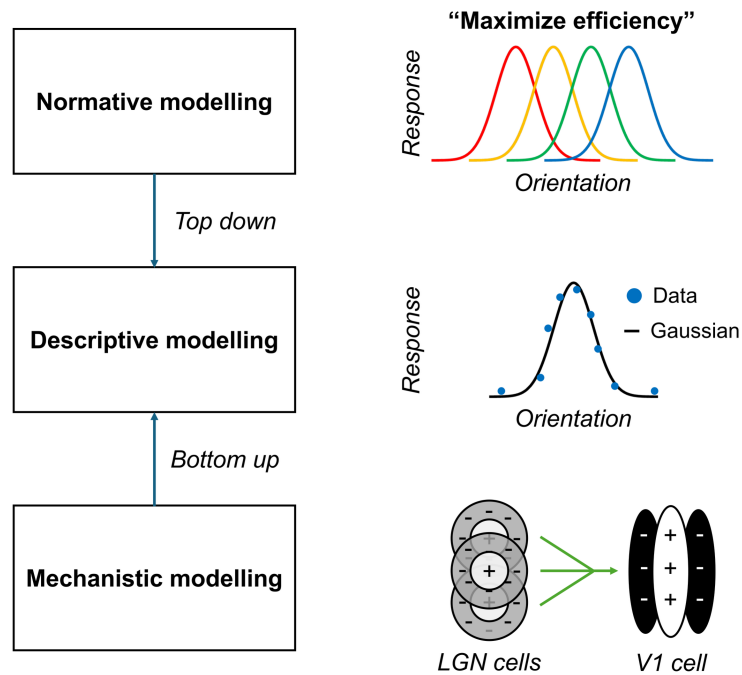 Normative modelling
“Maximize efficiency”
Response
Orientation
Top down
Descriptive modelling
Response
Data
Gaussian
Orientation
Bottom up
Mechanistic modelling
LGN cells
V1 cell